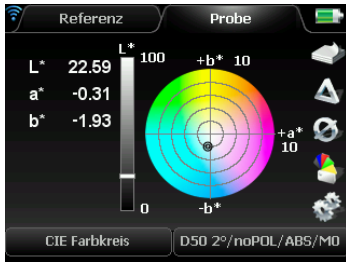 Referenz
Probe
L* 22.59
a* -0.31
b* -1.93
L*
100
0
+b* 10
+a*
10
-b*
CIE Farbkreis
D50 2°/noPOL/ABS/M0